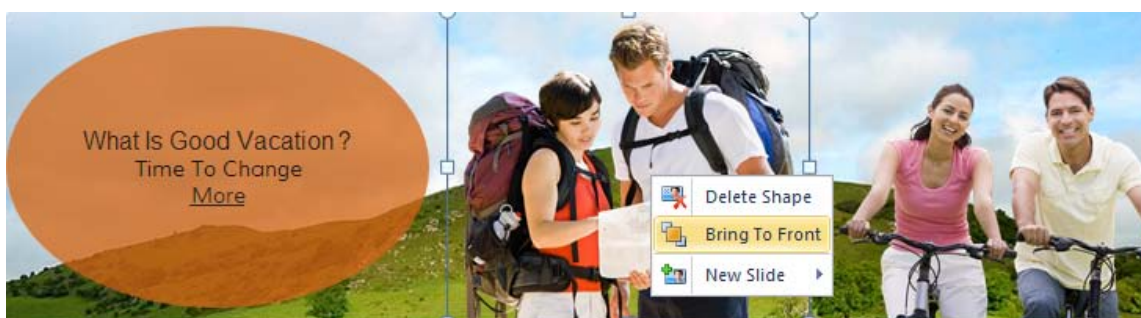 What Is Good Vacation ?
Time To Change
More
Delete Shape
Bring To Front
New Slide